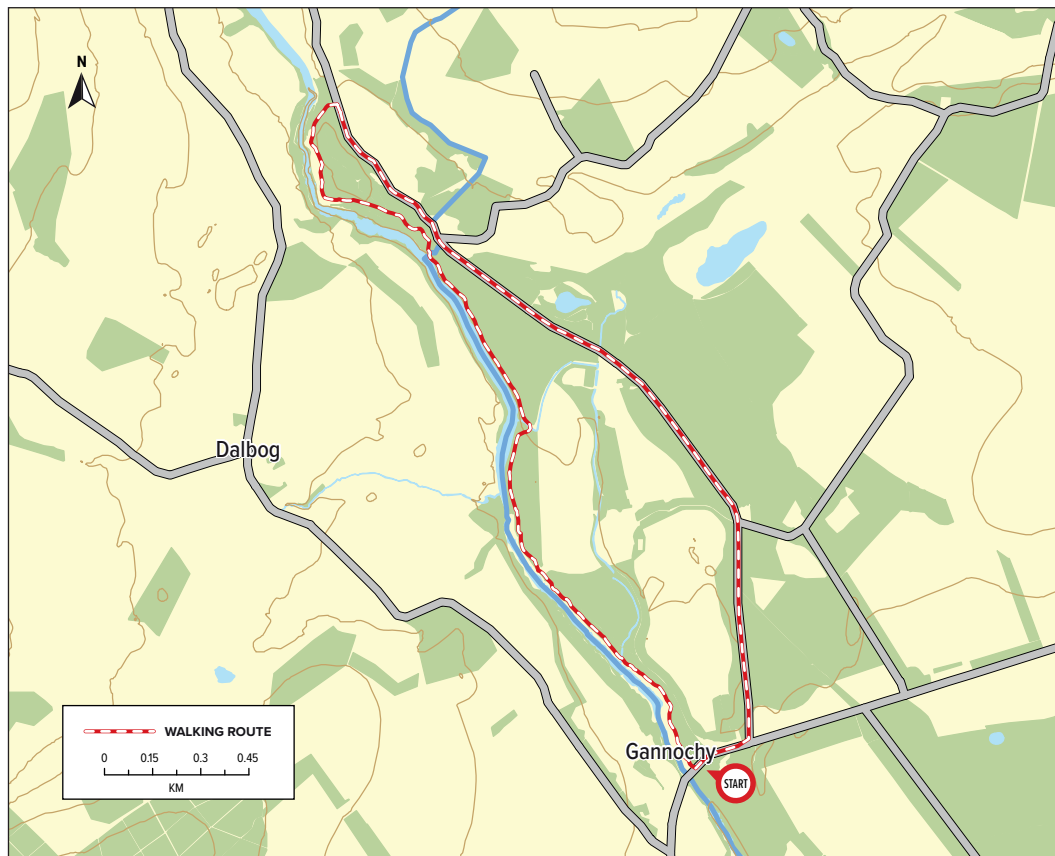 N
Dalbog
Gannochy
START
WALKING ROUTE
0 0.15 0.3 0.45
KM